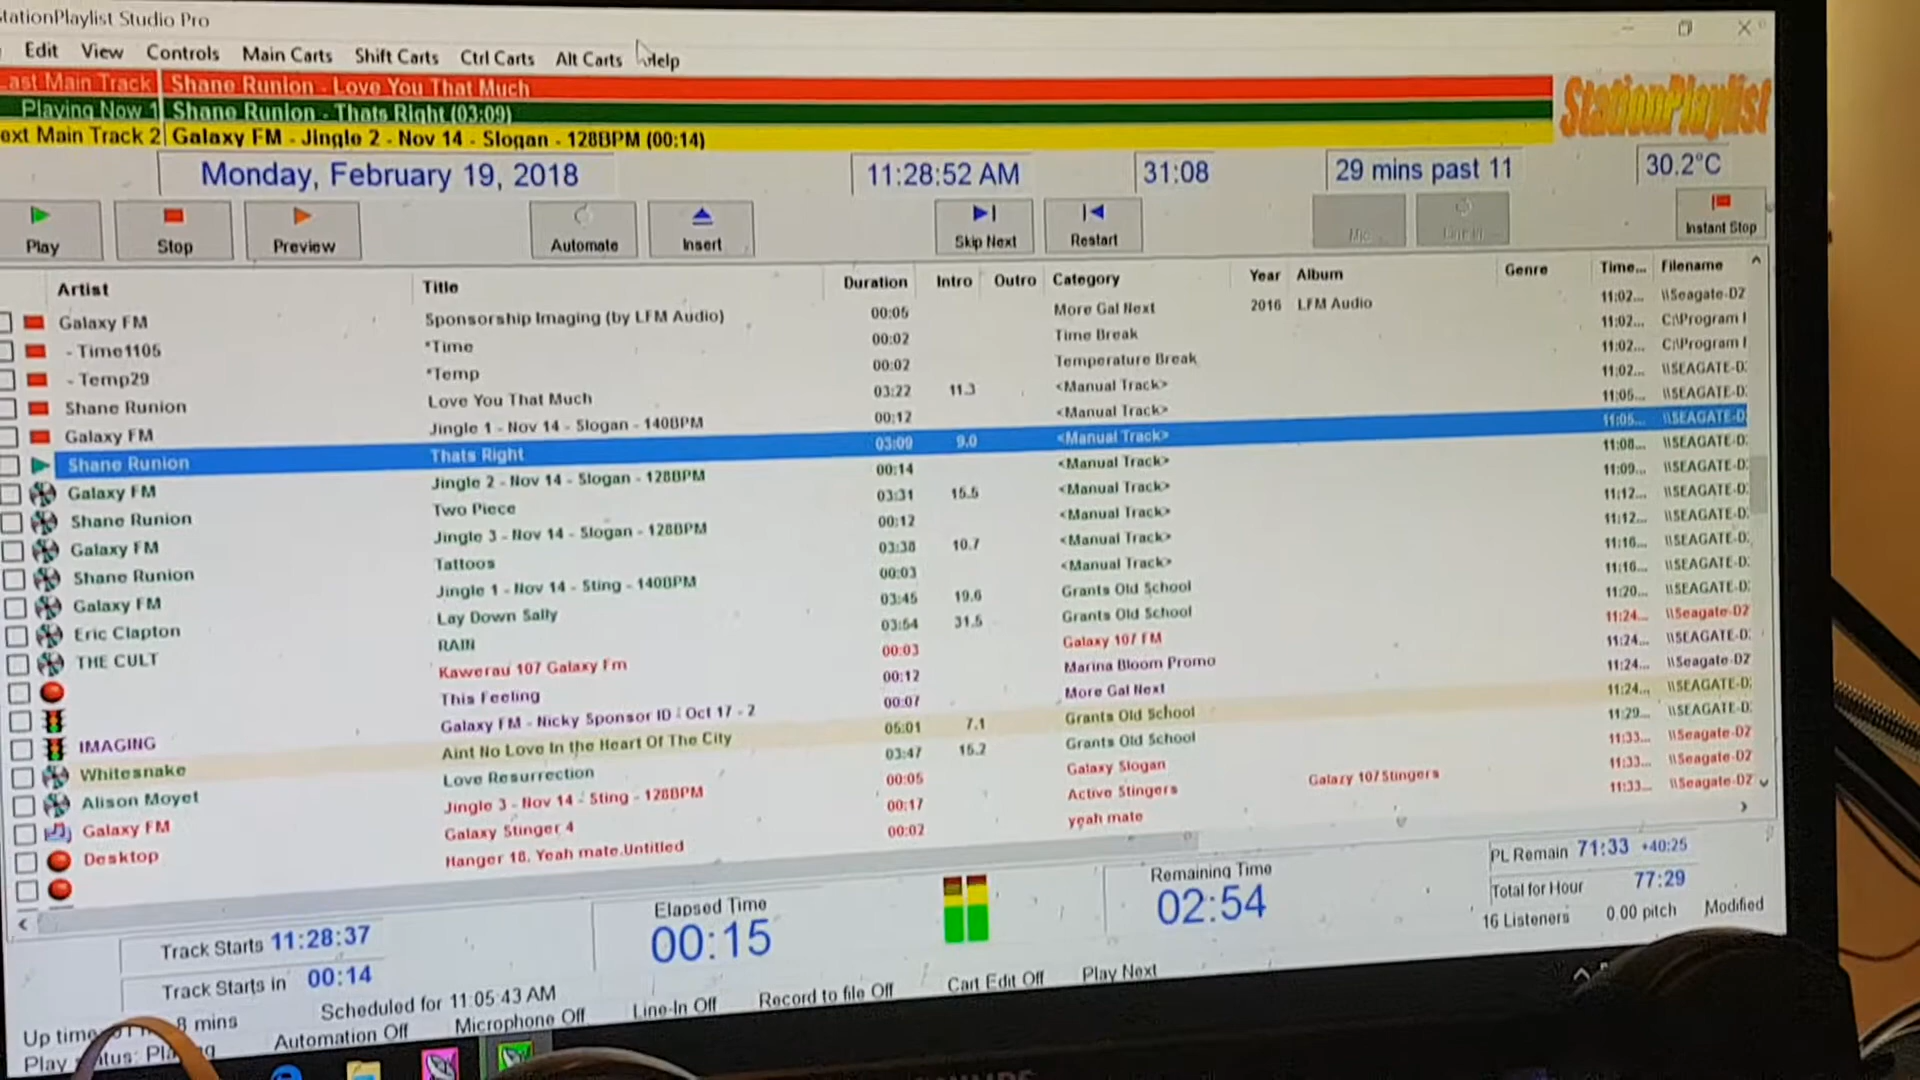 tationPlaylist Studio Pro
Edit View Controls Main Carts Shift Carts Ctrl Carts Alt Carts Help
ast Main Track Shane Runion - Love You That Much
Playing Now 1 Shane Runion - Thats Right (03:09)
ext Main Track 2 Galaxy FM - Jingle 2 - Nov 14 - Slogan - 128BPM (00:14)
StationPlaylist
Monday, February 19, 2018 11:28:52 AM 31:08 29 mins past 11 30.2°C
Play Stop Preview Automate Insert Skip Next Restart Instant Stop
Artist Title Duration Intro Outro Category Year Album Genre Time... Filename
Galaxy FM Sponsorship Imaging (by LFM Audio) 00:05 More Gal Next 2016 LFM Audio 11:02... \\Seagate-D2
- Time1105 *Time 00:02 Time Break 11:02... C:\Program
- Temp29 *Temp 00:02 Temperature Break 11:02... C:\Program
Shane Runion Love You That Much 03:22 11.3 <Manual Track> 11:02... \\SEAGATE-D
Galaxy FM Jingle 1 - Nov 14 - Slogan - 140BPM 00:12 <Manual Track> 11:05... \\SEAGATE-D
Shane Runion Thats Right 03:09 9.0 <Manual Track> 11:05... \\SEAGATE-D
Galaxy FM Jingle 2 - Nov 14 - Slogan - 128BPM 00:14 <Manual Track> 11:08... \\SEAGATE-D
Shane Runion Two Piece 03:31 15.5 <Manual Track> 11:09... \\SEAGATE-D
Galaxy FM Jingle 3 - Nov 14 - Slogan - 128BPM 00:12 <Manual Track> 11:12... \\SEAGATE-D
Shane Runion Tattoos 03:38 10.7 <Manual Track> 11:12... \\SEAGATE-D
Galaxy FM Jingle 1 - Nov 14 - Sting - 140BPM 00:03 <Manual Track> 11:16... \\SEAGATE-D
Eric Clapton Lay Down Sally 03:45 19.6 Grants Old School 11:16... \\SEAGATE-D
THE CULT RAIN 03:54 31.5 Grants Old School 11:20... \\SEAGATE-D
Kawerau 107 Galaxy Fm 00:03 Galaxy 107 FM 11:24... \\Seagate-D2
This Feeling 00:12 Marina Bloom Promo 11:24... \\SEAGATE-D
IMAGING Galaxy FM - Nicky Sponsor ID - Oct 17 - 2 00:07 More Gal Next 11:24... \\Seagate-D2
Whitesnake Aint No Love In the Heart Of The City 05:01 7.1 Grants Old School 11:24... \\SEAGATE-D
Alison Moyet Love Resurrection 03:47 15.2 Grants Old School 11:29... \\SEAGATE-D
Galaxy FM Jingle 3 - Nov 14 - Sting - 128BPM 00:05 Galaxy Slogan 11:33... \\Seagate-D2
Desktop Galaxy Stinger 4 00:17 Active Stingers Galaxy 107 Stingers 11:33... \\Seagate-D2
Hanger 18. Yeah mate.Untitled 00:02 yeah mate 11:33... \\Seagate-D2
Track Starts 11:28:37 Elapsed Time 00:15 Remaining Time 02:54 PL Remain 71:33 +40:25
Track Starts in 00:14 Total for Hour 77:29
16 Listeners 0.00 pitch Modified
Up time 8 mins Scheduled for 11:05:43 AM
Play status: Automation Off Microphone Off Line-In Off Record to file Off Cart Edit Off Play Next